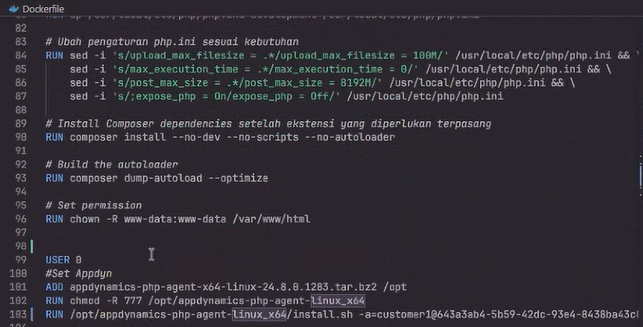 Dockerfile
82
83 # Ubah pengaturan php.ini sesuai kebutuhan
84 RUN sed -i 's/upload_max_filesize = .*/upload_max_filesize = 100M/' /usr/local/etc/php/php.ini && \
85 sed -i 's/max_execution_time = .*/max_execution_time = 0/' /usr/local/etc/php/php.ini && \
86 sed -i 's/post_max_size = .*/post_max_size = 8192M/' /usr/local/etc/php/php.ini && \
87 sed -i 's/;expose_php = On/expose_php = Off/' /usr/local/etc/php/php.ini
88
89 # Install Composer dependencies setelah ekstensi yang diperlukan terpasang
90 RUN composer install --no-dev --no-scripts --no-autoloader
91
92 # Build the autoloader
93 RUN composer dump-autoload --optimize
94
95 # Set permission
96 RUN chown -R www-data:www-data /var/www/html
97
98
99 USER 0
100 #Set Appdyn
101 ADD appdynamics-php-agent-x64-linux-24.8.0.1283.tar.bz2 /opt
102 RUN chmod -R 777 /opt/appdynamics-php-agent-linux_x64
103 RUN /opt/appdynamics-php-agent-linux_x64/install.sh -a=customer1@643a3ab4-5b59-42dc-93e4-8438ba43c8